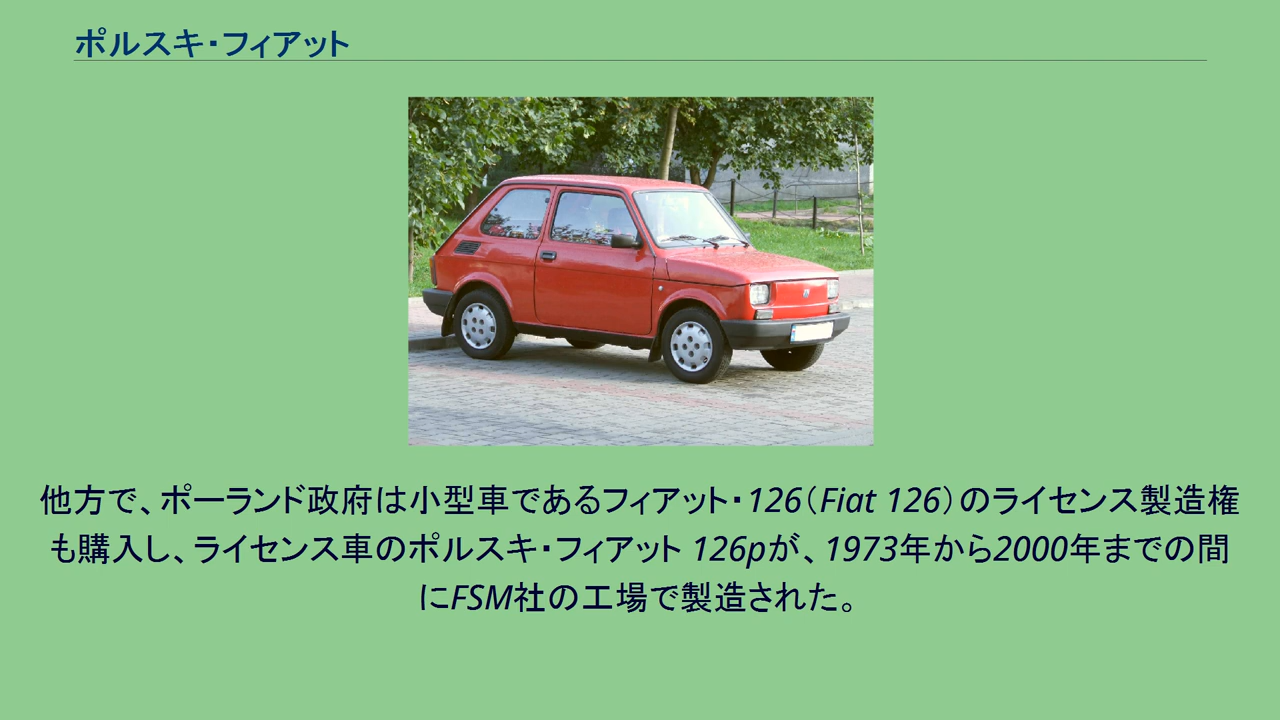 ポルスキ・フィアット
他方で、ポーランド政府は小型車であるフィアット・126（Fiat 126）のライセンス製造権
も購入し、ライセンス車のポルスキ・フィアット 126pが、1973年から2000年までの間
にFSM社の工場で製造された。